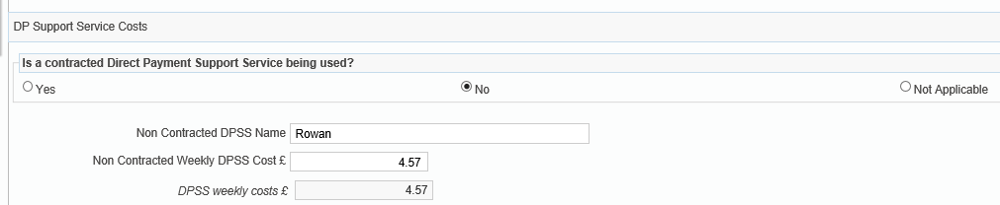 DP Support Service Costs
Is a contracted Direct Payment Support Service being used?
Yes No Not Applicable
Non Contracted DPSS Name Rowan
Non Contracted Weekly DPSS Cost £ 4.57
DPSS weekly costs £ 4.57